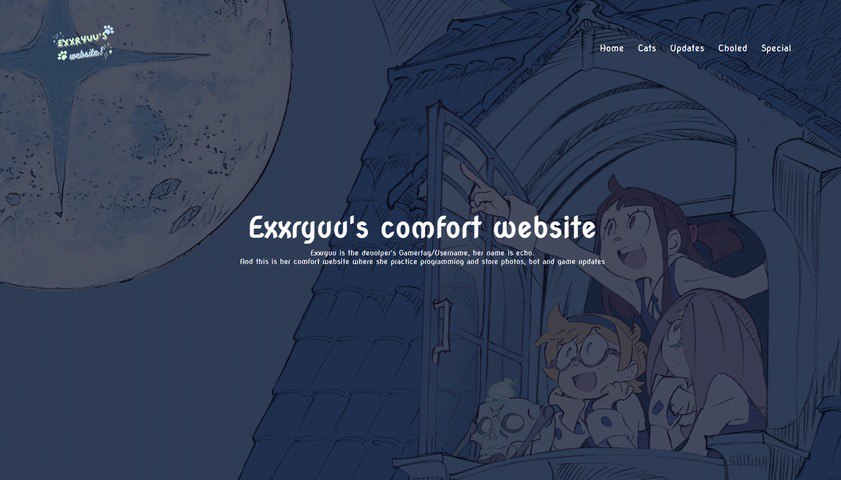 EXXRYUU'S
website!
Home Cats Updates Choled Special
Exxryuu's comfort website
Exxryuu is the devolper's Gamertag/Username, her name is echo.
And this is her comfort website where she practice programming and store photos, bot and game updates